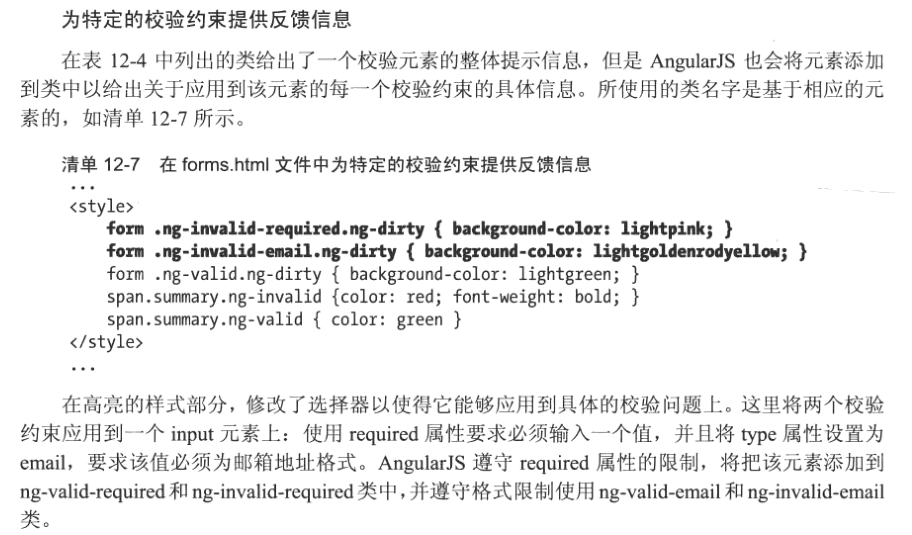 为特定的校验约束提供反馈信息
在表 12-4 中列出的类给出了一个校验元素的整体提示信息，但是 AngularJS 也会将元素添加
到类中以给出关于应用到该元素的每一个校验约束的具体信息。所使用的类名字是基于相应的元
素的，如清单 12-7 所示。
清单 12-7 在 forms.html 文件中为特定的校验约束提供反馈信息
...
<style>
    form .ng-invalid-required.ng-dirty { background-color: lightpink; }
    form .ng-invalid-email.ng-dirty { background-color: lightgoldenrodyellow; }
    form .ng-valid.ng-dirty { background-color: lightgreen; }
    span.summary.ng-invalid {color: red; font-weight: bold; }
    span.summary.ng-valid { color: green }
</style>
...
在高亮的样式部分，修改了选择器以使得它能够应用到具体的校验问题上。这里将两个校验
约束应用到一个 input 元素上：使用 required 属性要求必须输入一个值，并且将 type 属性设置为
email，要求该值必须为邮箱地址格式。AngularJS 遵守 required 属性的限制，将把该元素添加到
ng-valid-required 和 ng-invalid-required 类中，并遵守格式限制使用 ng-valid-email 和 ng-invalid-email
类。